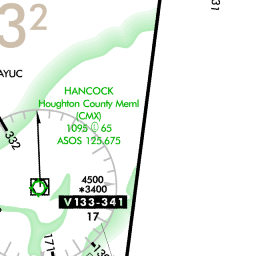 3²
131
AYUC
HANCOCK
Houghton County Meml
(CMX)
1095 Ⓛ 65
ASOS 125.675
332
4500
*3400
V133-341
17
171